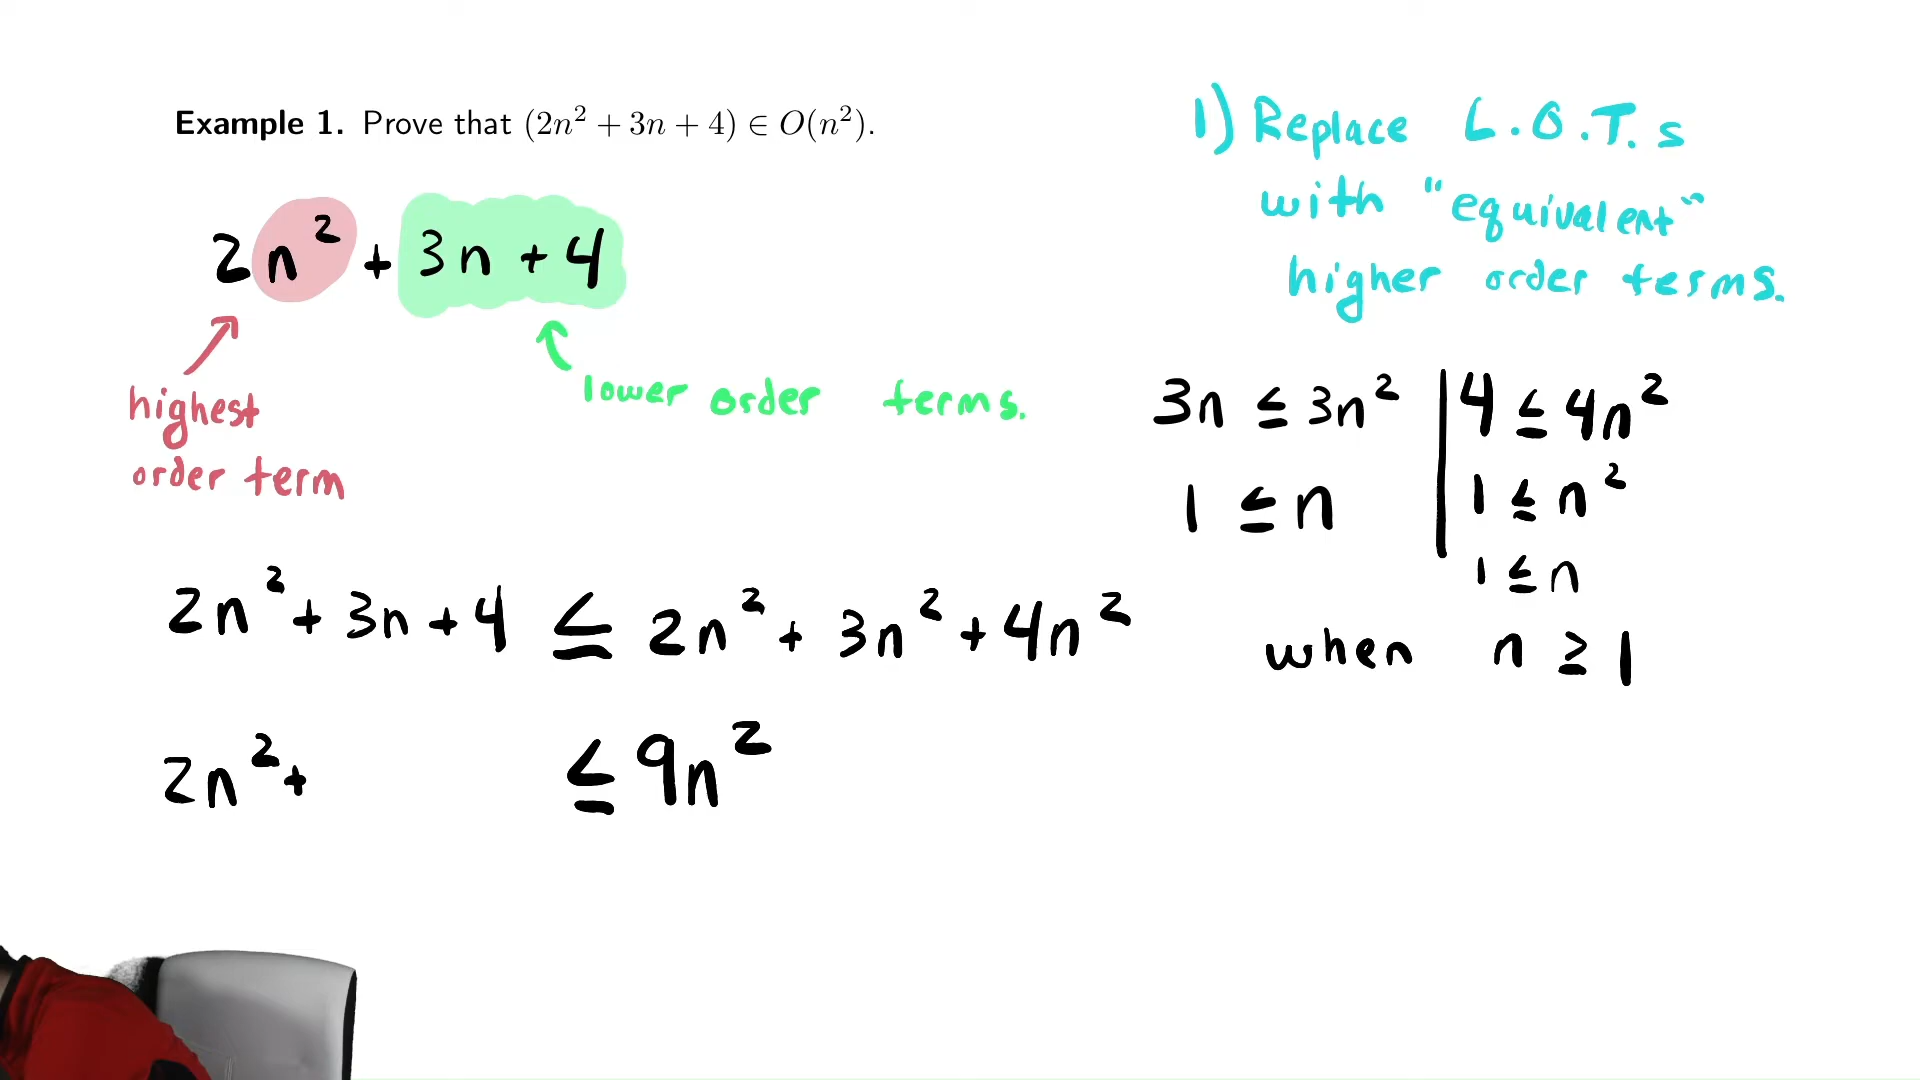 Example 1. Prove that (2n² + 3n + 4) ∈ O(n²).
2n² + 3n + 4
highest
order term
lower order terms.
2n² + 3n + 4 ≤ 2n² + 3n² + 4n²
2n² + ≤ 9n²
1) Replace L.O.T.s
with "equivalent"
higher order terms.
3n ≤ 3n² | 4 ≤ 4n²
1 ≤ n | 1 ≤ n²
1 ≤ n
when n ≥ 1